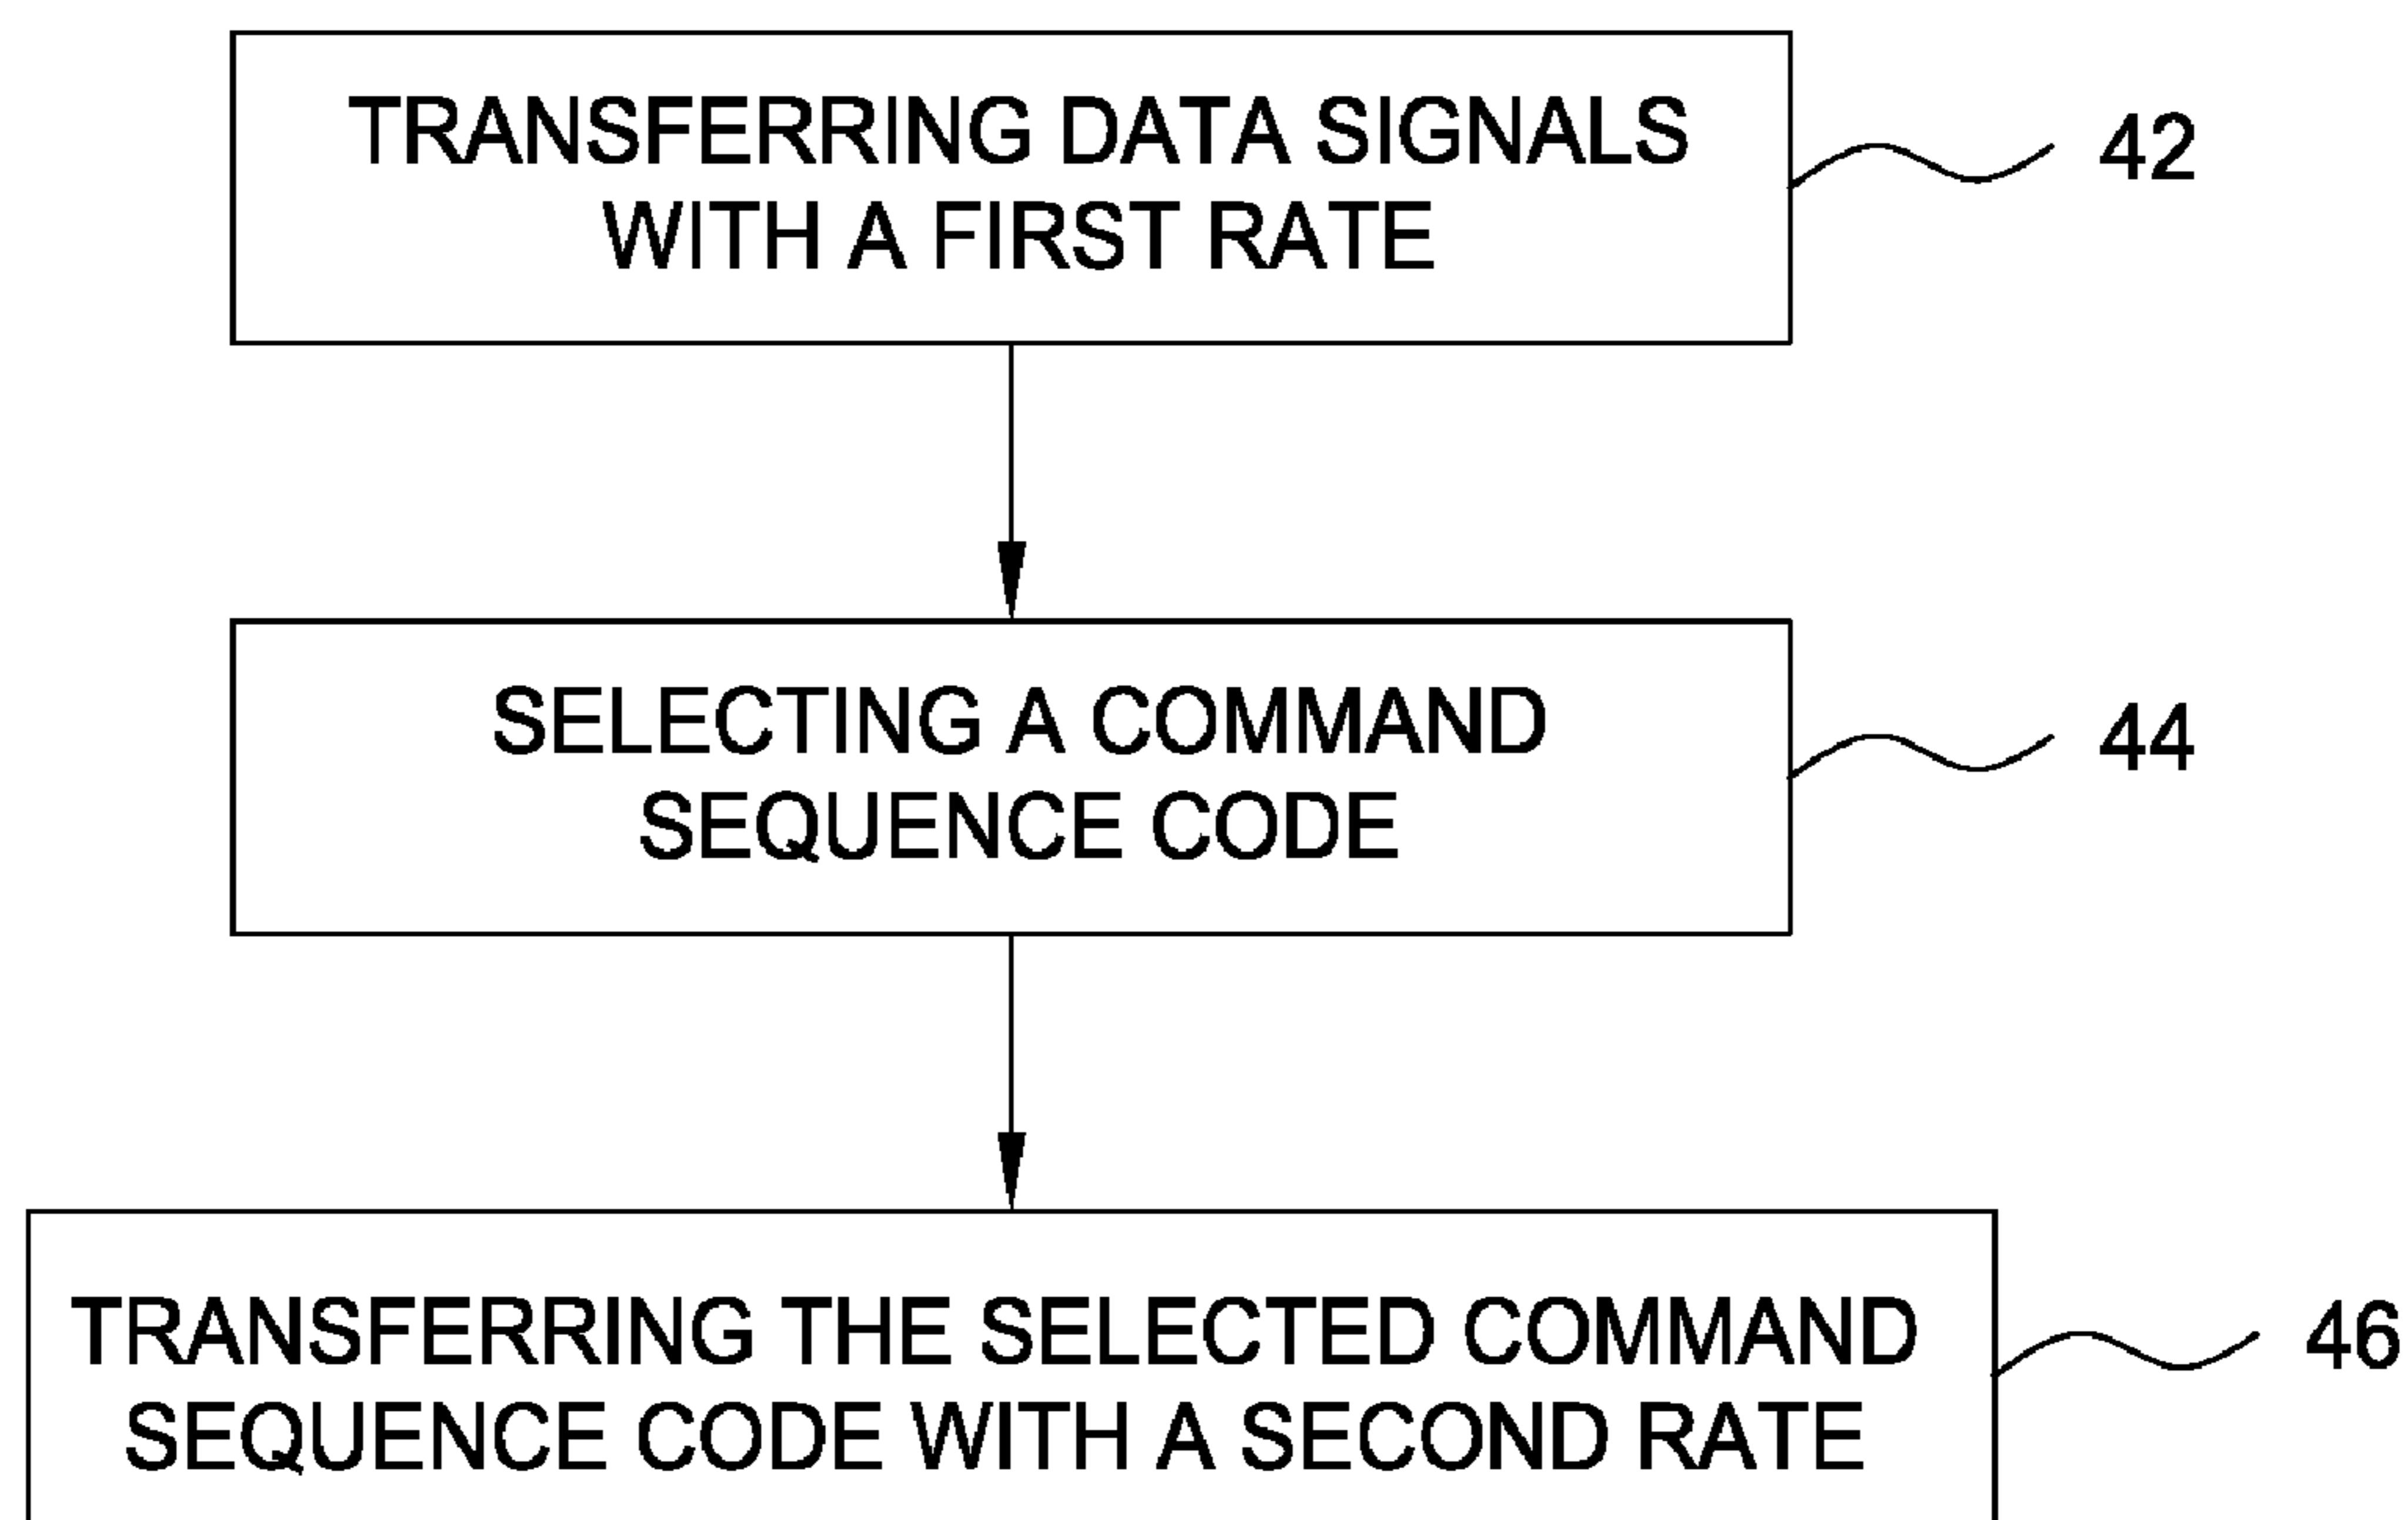 TRANSFERRING DATA SIGNALS
WITH A FIRST RATE
42
SELECTING A COMMAND
SEQUENCE CODE
44
TRANSFERRING THE SELECTED COMMAND
SEQUENCE CODE WITH A SECOND RATE
46